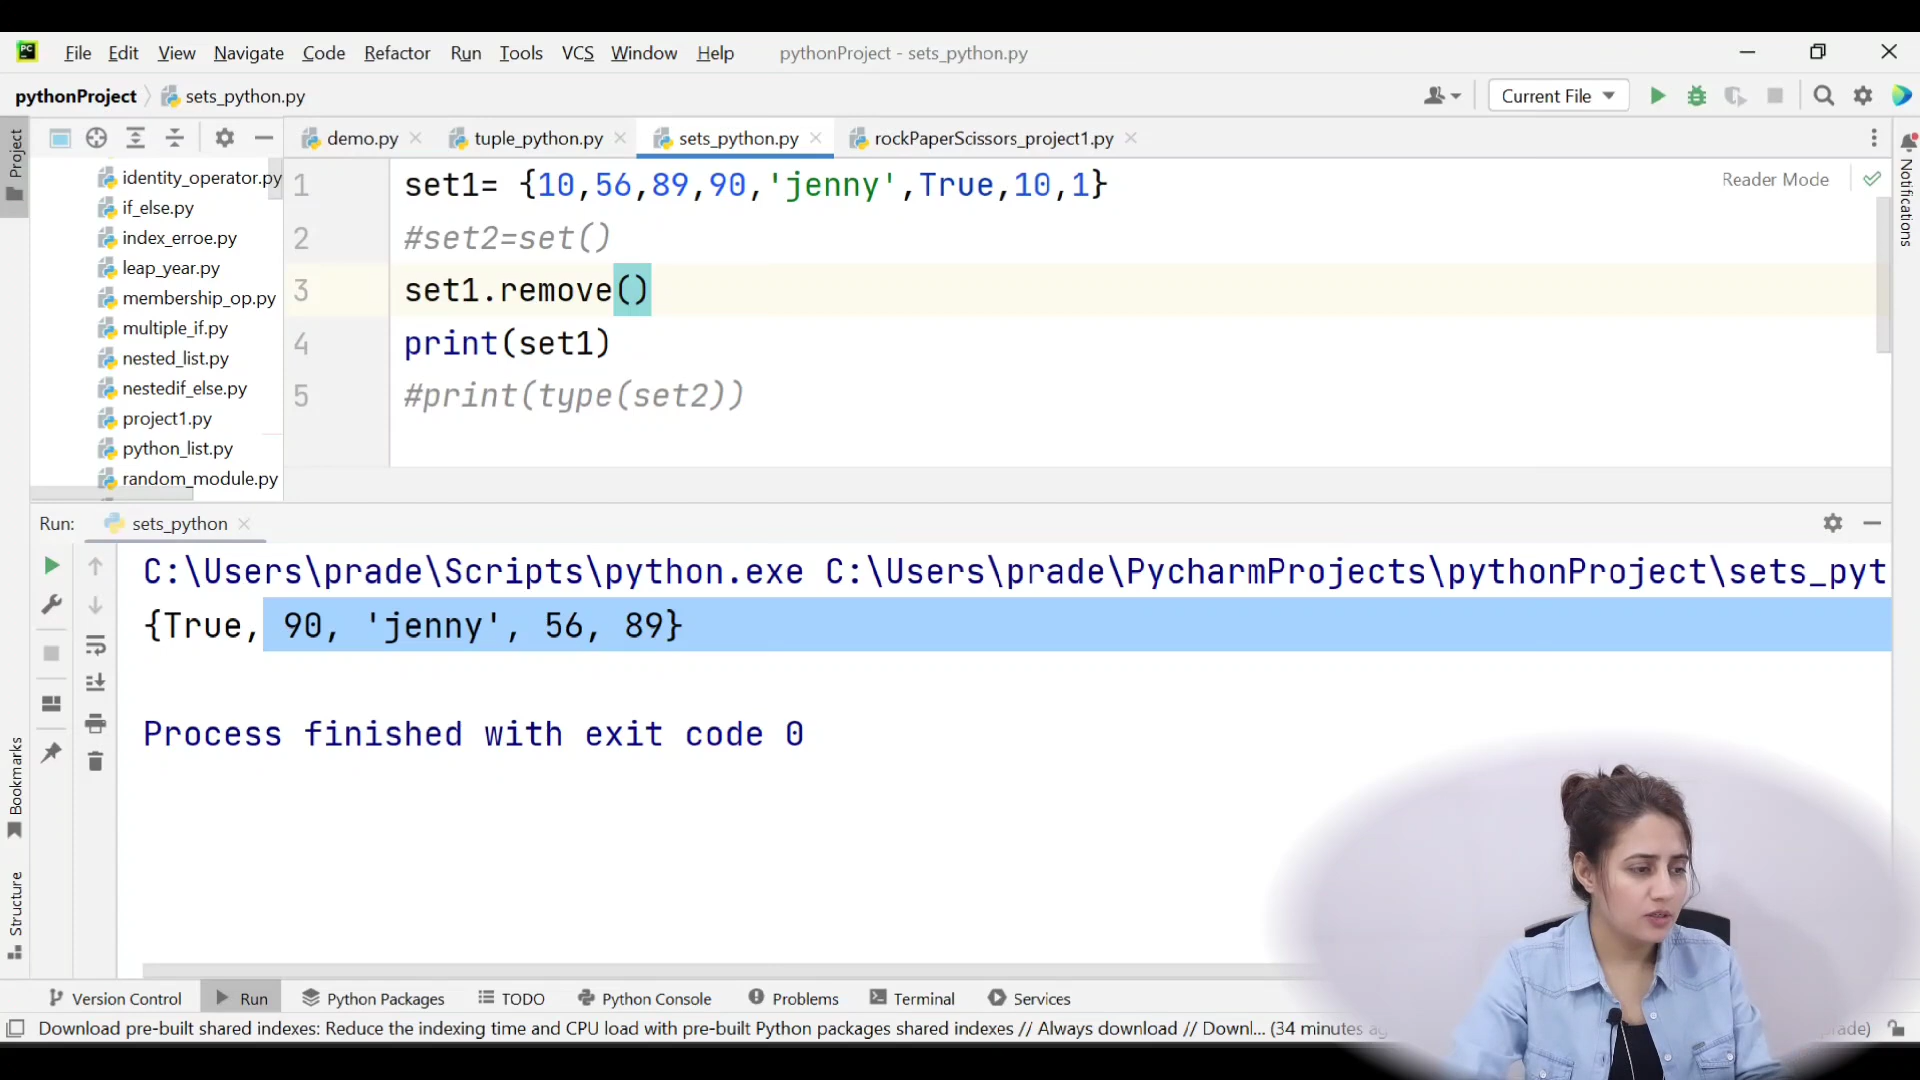 PC File Edit View Navigate Code Refactor Run Tools VCS Window Help pythonProject - sets_python.py
pythonProject sets_python.py Current File
Project
demo.py tuple_python.py sets_python.py rockPaperScissors_project1.py
Notifications
identity_operator.py
if_else.py
index_erroe.py
leap_year.py
membership_op.py
multiple_if.py
nested_list.py
nestedif_else.py
project1.py
python_list.py
random_module.py
Reader Mode
1 set1= {10,56,89,90,'jenny',True,10,1}
2 #set2=set()
3 set1.remove()
4 print(set1)
5 #print(type(set2))
Run: sets_python
C:\Users\prade\Scripts\python.exe C:\Users\prade\PycharmProjects\pythonProject\sets_pyt
{True, 90, 'jenny', 56, 89}
Process finished with exit code 0
Bookmarks
Structure
Version Control Run Python Packages TODO Python Console Problems Terminal Services
Download pre-built shared indexes: Reduce the indexing time and CPU load with pre-built Python packages shared indexes // Always download // Downl... (34 minutes